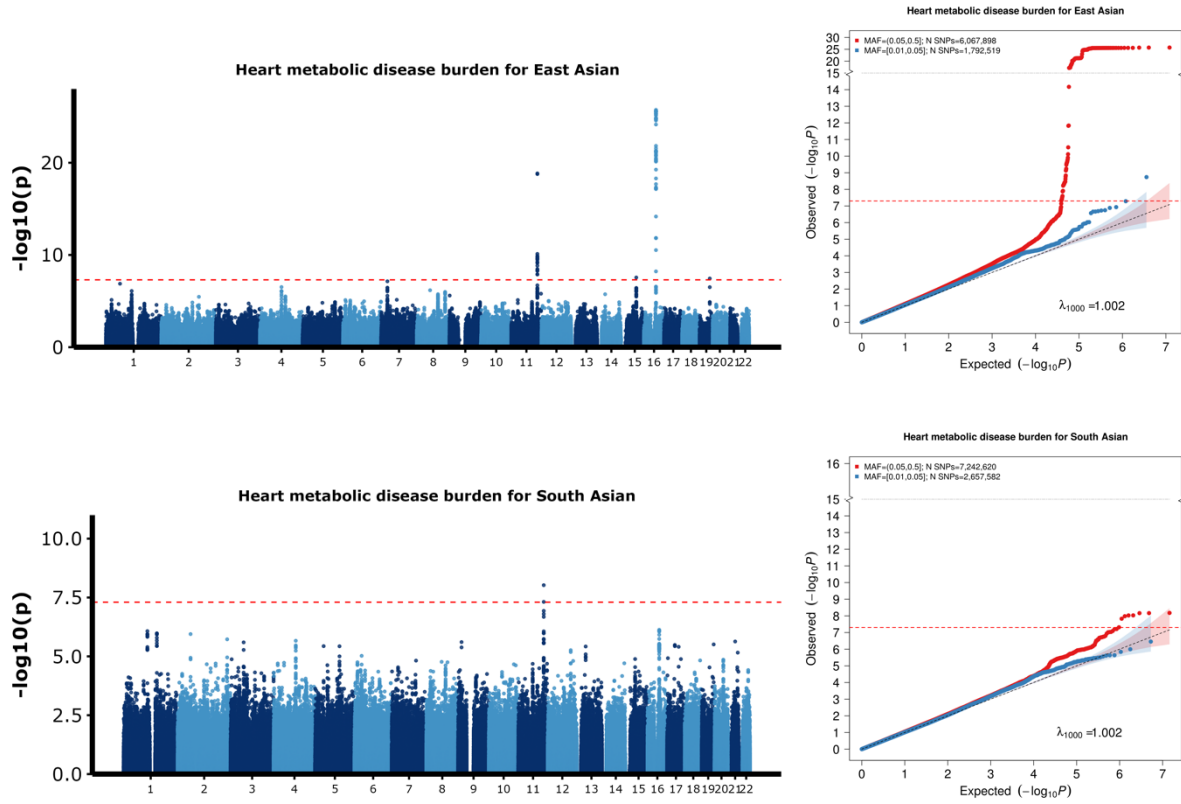 Heart metabolic disease burden for East Asian
-log10(p)
20
10
0
1 2 3 4 5 6 7 8 9 10 11 12 13 14 15 16 17 18 19 20 21 22
Heart metabolic disease burden for East Asian
MAF=(0.05,0.5]; N SNPs=6,067,898
MAF=[0.01,0.05]; N SNPs=1,792,519
Observed (−log10P)
30
25
20
15
14
13
12
11
10
9
8
7
6
5
4
3
2
1
0
λ1000 =1.002
0 1 2 3 4 5 6 7
Expected (−log10P)
Heart metabolic disease burden for South Asian
-log10(p)
10.0
7.5
5.0
2.5
0.0
1 2 3 4 5 6 7 8 9 10 11 12 13 14 15 16 17 18 19 20 21 22
Heart metabolic disease burden for South Asian
MAF=(0.05,0.5]; N SNPs=7,242,620
MAF=[0.01,0.05]; N SNPs=2,657,582
Observed (−log10P)
16
15
14
13
12
11
10
9
8
7
6
5
4
3
2
1
0
λ1000 =1.002
0 1 2 3 4 5 6 7
Expected (−log10P)